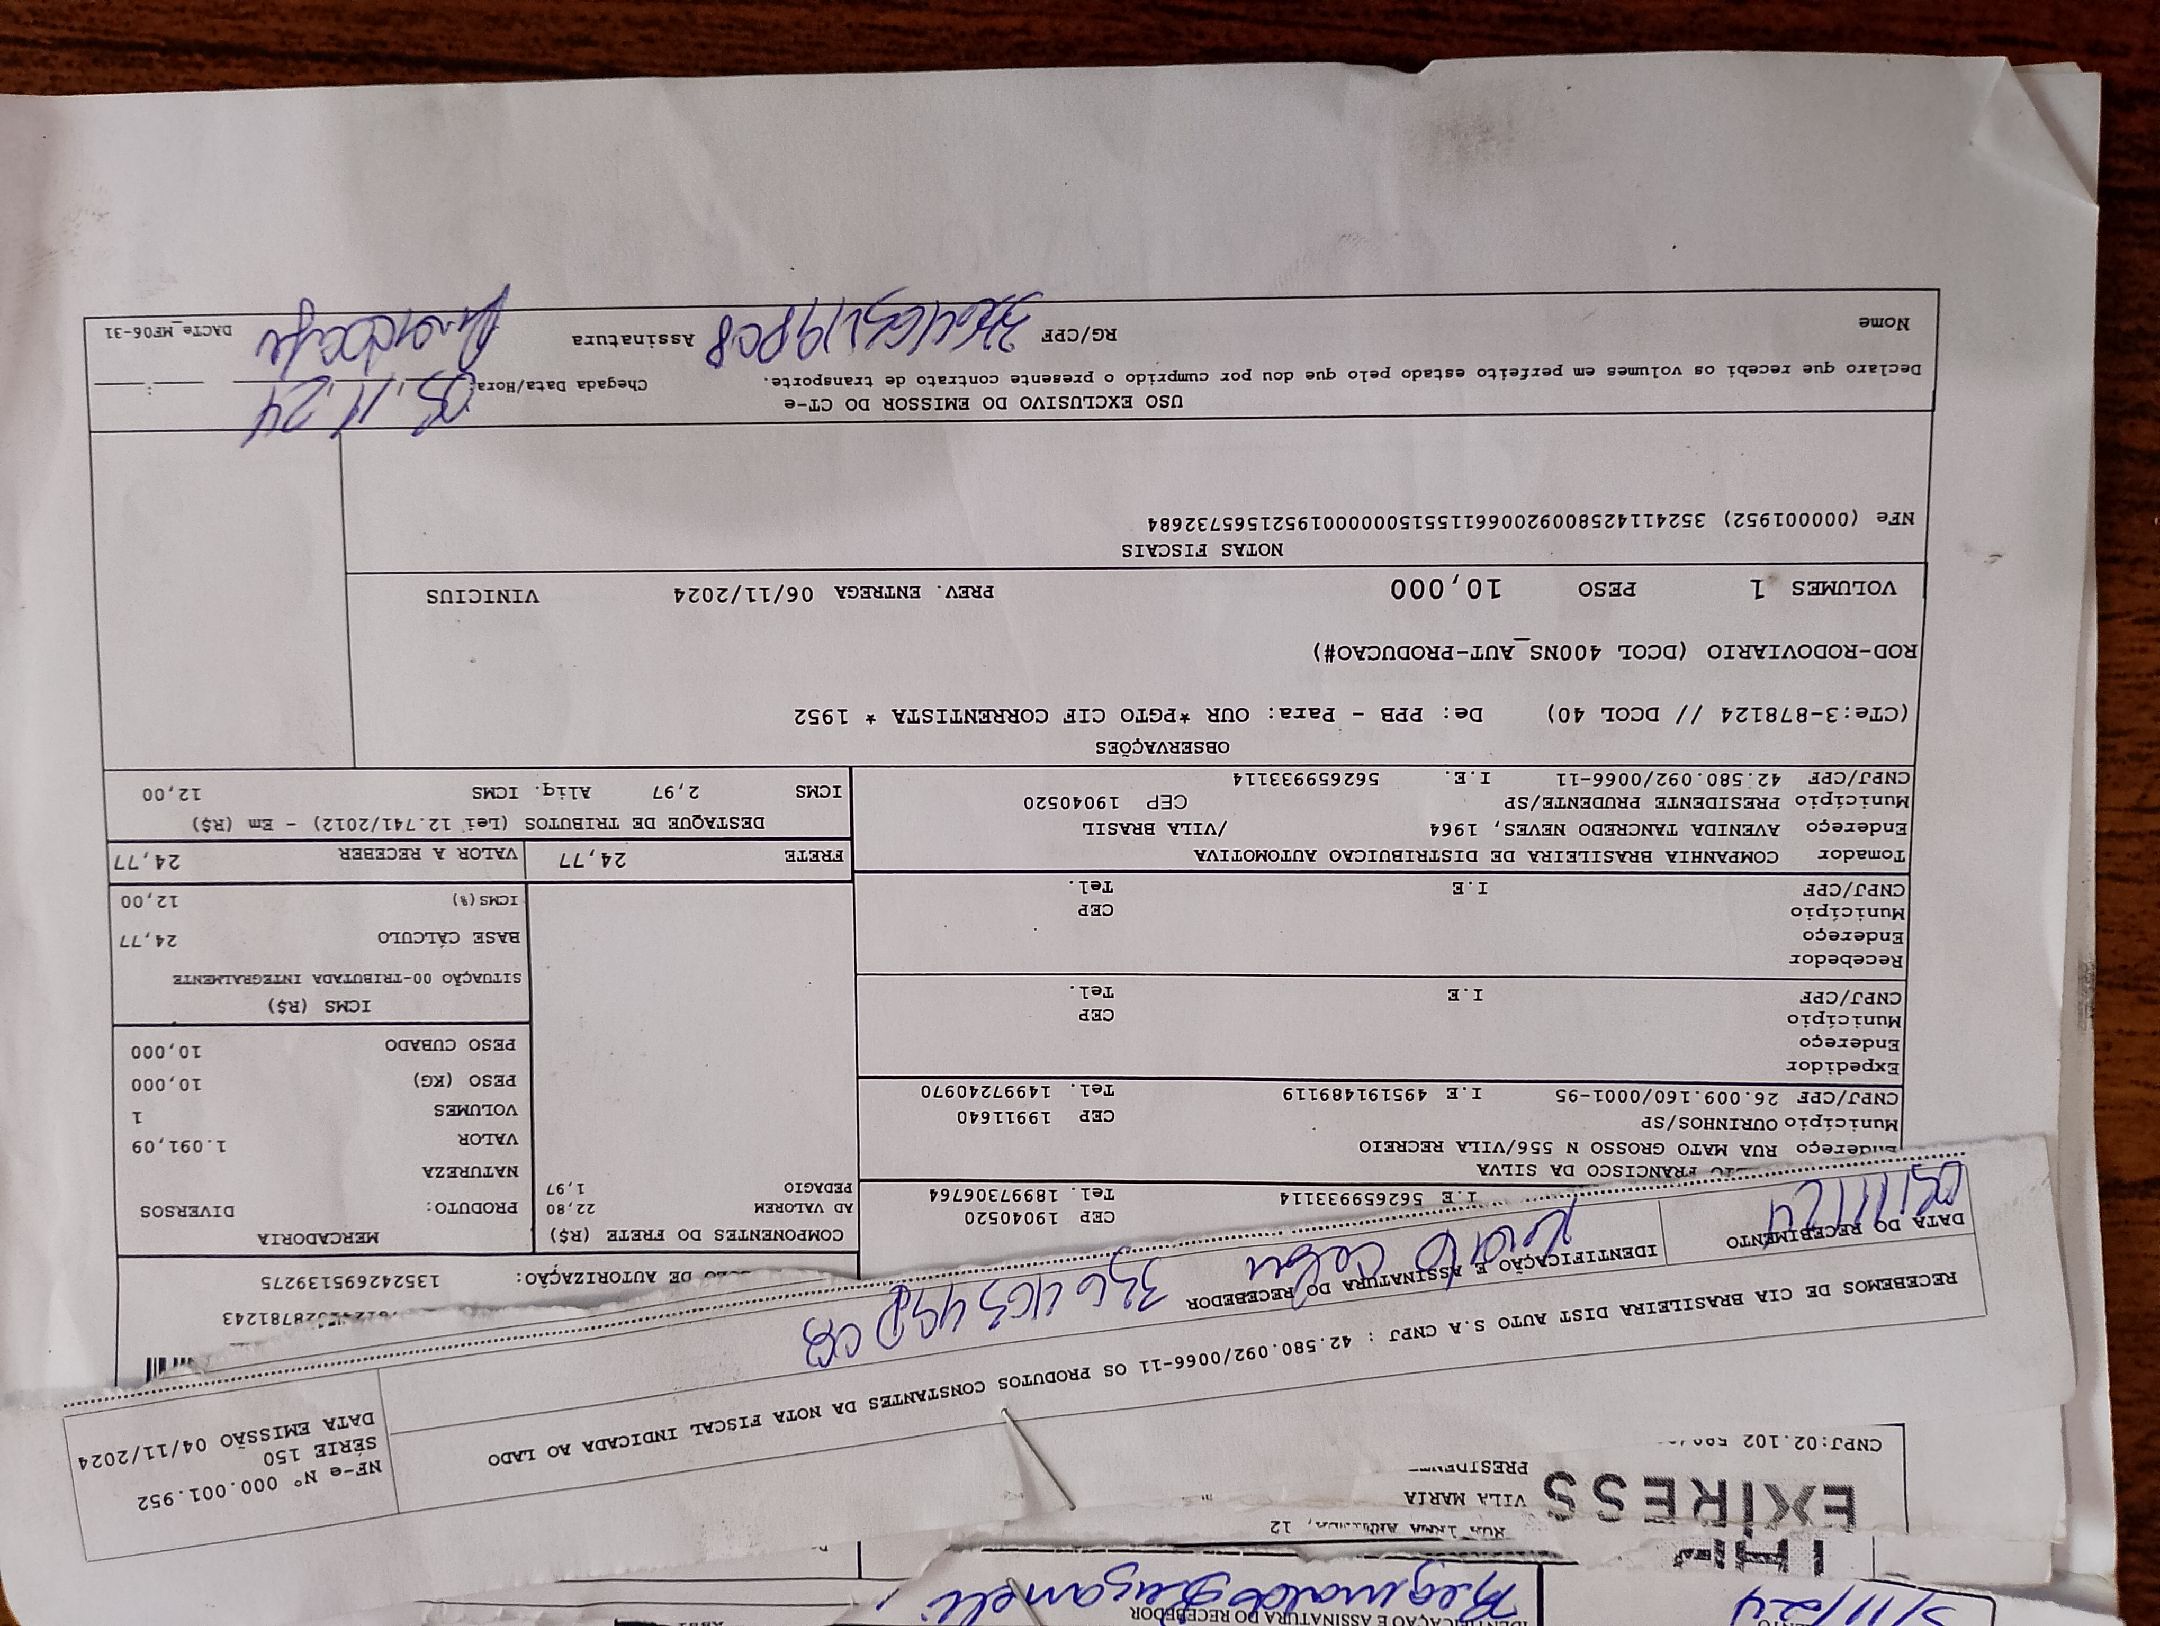 5/11/24
IDENTIFICAÇÃO E ASSINATURA DO RECEBEDOR
Reginaldo
EXPRESS
12
VILA MARIA
CNPJ:02.102
NF-e N° 000.001.952
SÉRIE 150
DATA EMISSÃO 04/11/2024
RECEBEMOS DE CIA BRASILEIRA DIST AUTO S.A CNPJ : 42.580.092/0066-11 OS PRODUTOS CONSTANTES DA NOTA FISCAL INDICADA AO LADO
DATA DO RECEBIMENTO
05/11/24
IDENTIFICAÇÃO E ASSINATURA DO RECEBEDOR
DE AUTORIZAÇÃO: 135242695139275
CEP 19040520
I.E 562659933114 Tel. 18997306764
FRANCISCO DA SILVA
Endereço RUA MATO GROSSO N 556/VILA RECREIO
Município OURINHOS/SP CEP 19911640
CNPJ/CPF 26.009.160/0001-95 I.E 495191489119 Tel. 14997240970
Expedidor
Endereço
Município CEP
CNPJ/CPF I.E Tel.
Recebedor
Endereço
Município CEP
CNPJ/CPF I.E Tel.
Tomador COMPANHIA BRASILEIRA DE DISTRIBUICAO AUTOMOTIVA
Endereço AVENIDA TANCREDO NEVES, 1964 /VILA BRASIL
Município PRESIDENTE PRUDENTE/SP CEP 19040520
CNPJ/CPF 42.580.092/0066-11 I.E. 562659933114
COMPONENTES DO FRETE (R$)
AD VALOREM 22,80
PEDAGIO 1,97
MERCADORIA
PRODUTO: DIVERSOS
NATUREZA
VALOR 1.091,09
VOLUMES 1
PESO (KG) 10,000
PESO CUBADO 10,000
ICMS (R$)
SITUAÇÃO 00-TRIBUTADA INTEGRALMENTE
BASE CÁLCULO 24,77
ICMS(%) 12,00
FRETE 24,77 VALOR A RECEBER 24,77
DESTAQUE DE TRIBUTOS (Lei 12.741/2012) - Em (R$)
ICMS 2,97 Aliq. ICMS 12,00
OBSERVAÇÕES
(CTe:3-878124 // DCOL 40) De: PPB - Para: OUR *PGTO CIF CORRENTISTA * 1952
ROD-RODOVIARIO (DCOL 400NS_AUT-PRODUCAO#)
VOLUMES 1 PESO 10,000 PREV. ENTREGA 06/11/2024 VINICIUS
NOTAS FISCAIS
NFe (000001952) 35241142580092006611551500000019521565732684
USO EXCLUSIVO DO EMISSOR DO CT-e
Declaro que recebi os volumes em perfeito estado pelo que dou por cumprido o presente contrato de transporte. Chegada Data/Hora: 05.11.24
Nome RG/CPF Assinatura DACTe_MF06-31